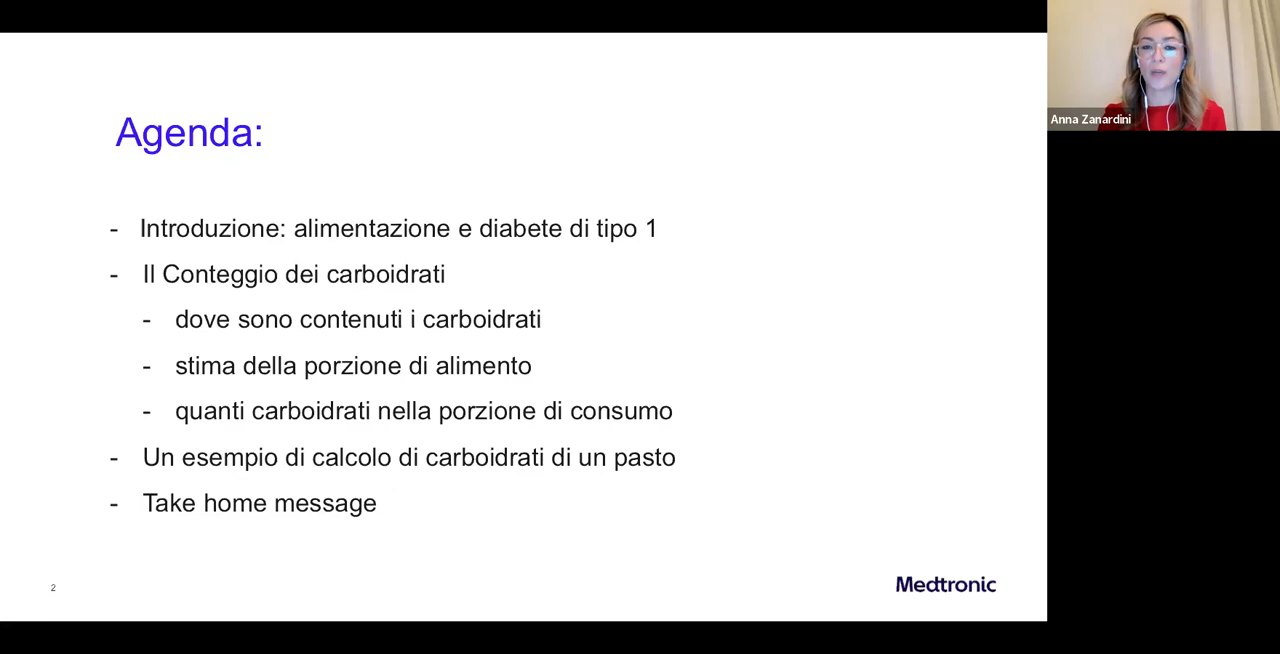 Agenda:
- Introduzione: alimentazione e diabete di tipo 1
- Il Conteggio dei carboidrati
- dove sono contenuti i carboidrati
- stima della porzione di alimento
- quanti carboidrati nella porzione di consumo
- Un esempio di calcolo di carboidrati di un pasto
- Take home message
2
Medtronic
Anna Zanardini